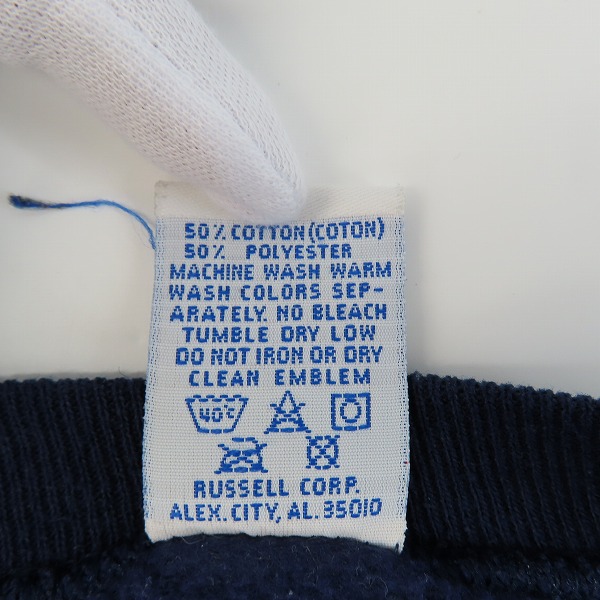 50% COTTON (COTON)
50% POLYESTER
MACHINE WASH WARM
WASH COLORS SEP-
ARATELY. NO BLEACH
TUMBLE DRY LOW
DO NOT IRON OR DRY
CLEAN EMBLEM
40°C
RUSSELL CORP.
ALEX. CITY, AL. 35010